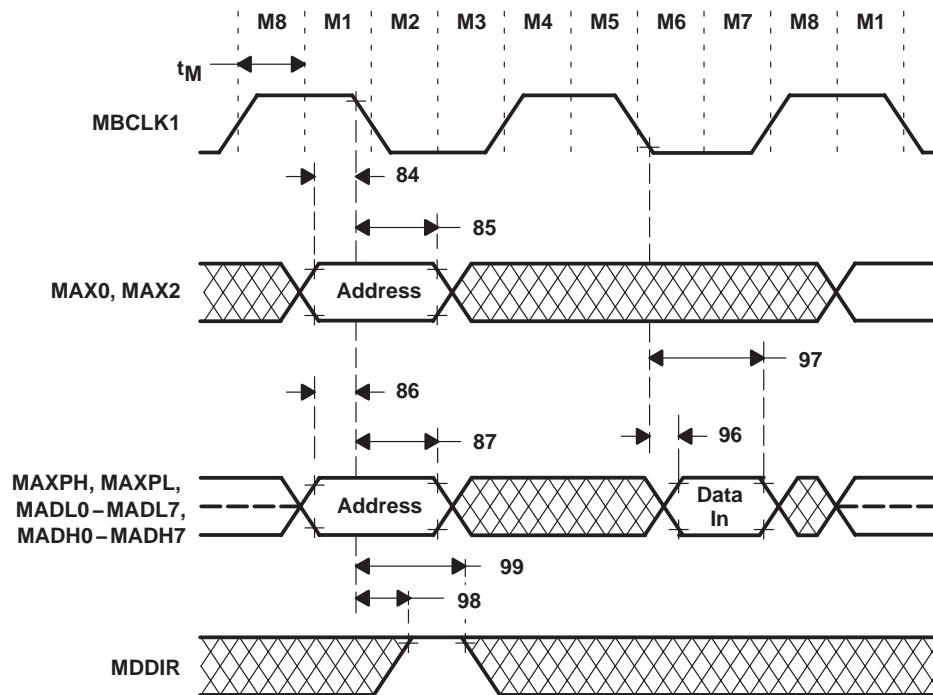 M8 M1 M2 M3 M4 M5 M6 M7 M8 M1
tM
MBCLK1
84
85
MAX0, MAX2
Address
97
86
96
87
MAXPH, MAXPL,
MADL0–MADL7,
MADH0–MADH7
Address
Data
In
99
98
MDDIR